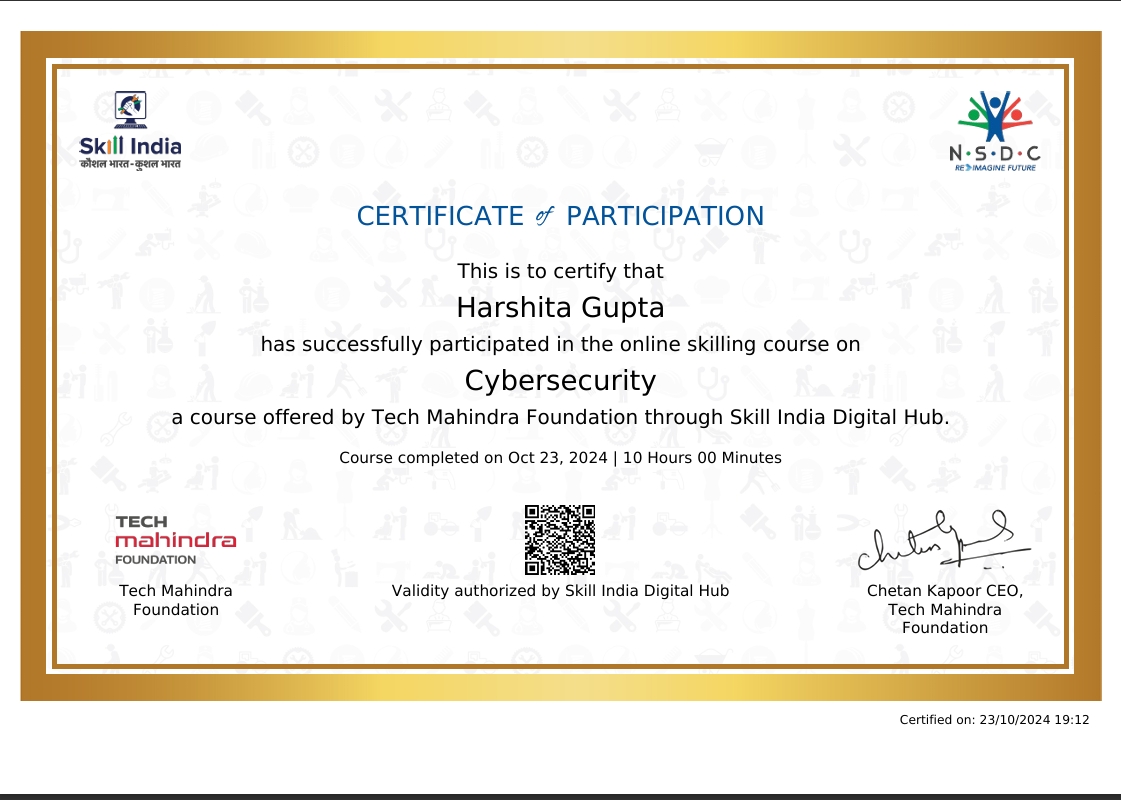 Skill India
कौशल भारत-कुशल भारत
N·S·D·C
RE IMAGINE FUTURE
CERTIFICATE of PARTICIPATION
This is to certify that
Harshita Gupta
has successfully participated in the online skilling course on
Cybersecurity
a course offered by Tech Mahindra Foundation through Skill India Digital Hub.
Course completed on Oct 23, 2024 | 10 Hours 00 Minutes
TECH
mahindra
FOUNDATION
Tech Mahindra
Foundation
Validity authorized by Skill India Digital Hub
Chetan Kapoor CEO,
Tech Mahindra
Foundation
Certified on: 23/10/2024 19:12